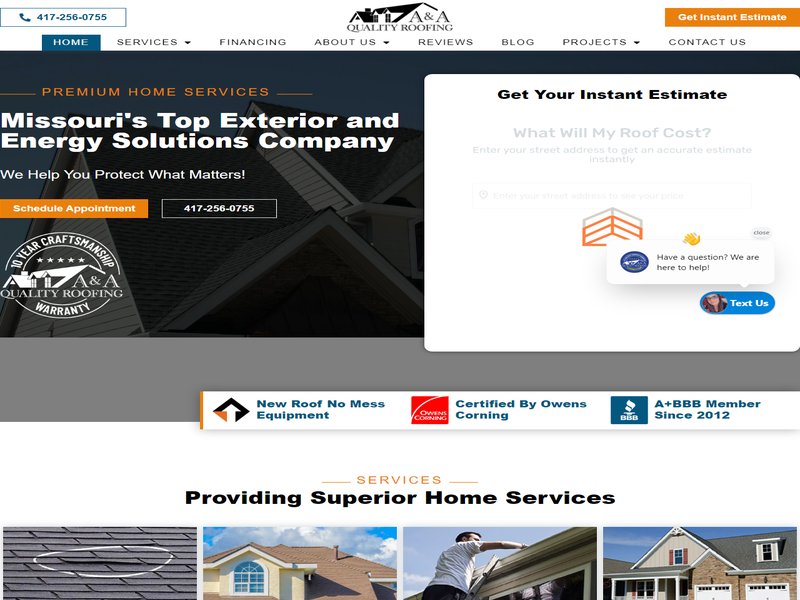 417-256-0755
A&A
QUALITY ROOFING
Get Instant Estimate
HOME
SERVICES
FINANCING
ABOUT US
REVIEWS
BLOG
PROJECTS
CONTACT US
PREMIUM HOME SERVICES
Missouri's Top Exterior and
Energy Solutions Company
We Help You Protect What Matters!
Schedule Appointment
417-256-0755
10 YEAR CRAFTSMANSHIP
A&A
QUALITY ROOFING
WARRANTY
Get Your Instant Estimate
What Will My Roof Cost?
Enter your street address to get an accurate estimate
instantly
Enter your street address to see your price
close
Have a question? We are
here to help!
Text Us
New Roof No Mess
Equipment
OWENS
CORNING
Certified By Owens
Corning
BBB
A+BBB Member
Since 2012
SERVICES
Providing Superior Home Services